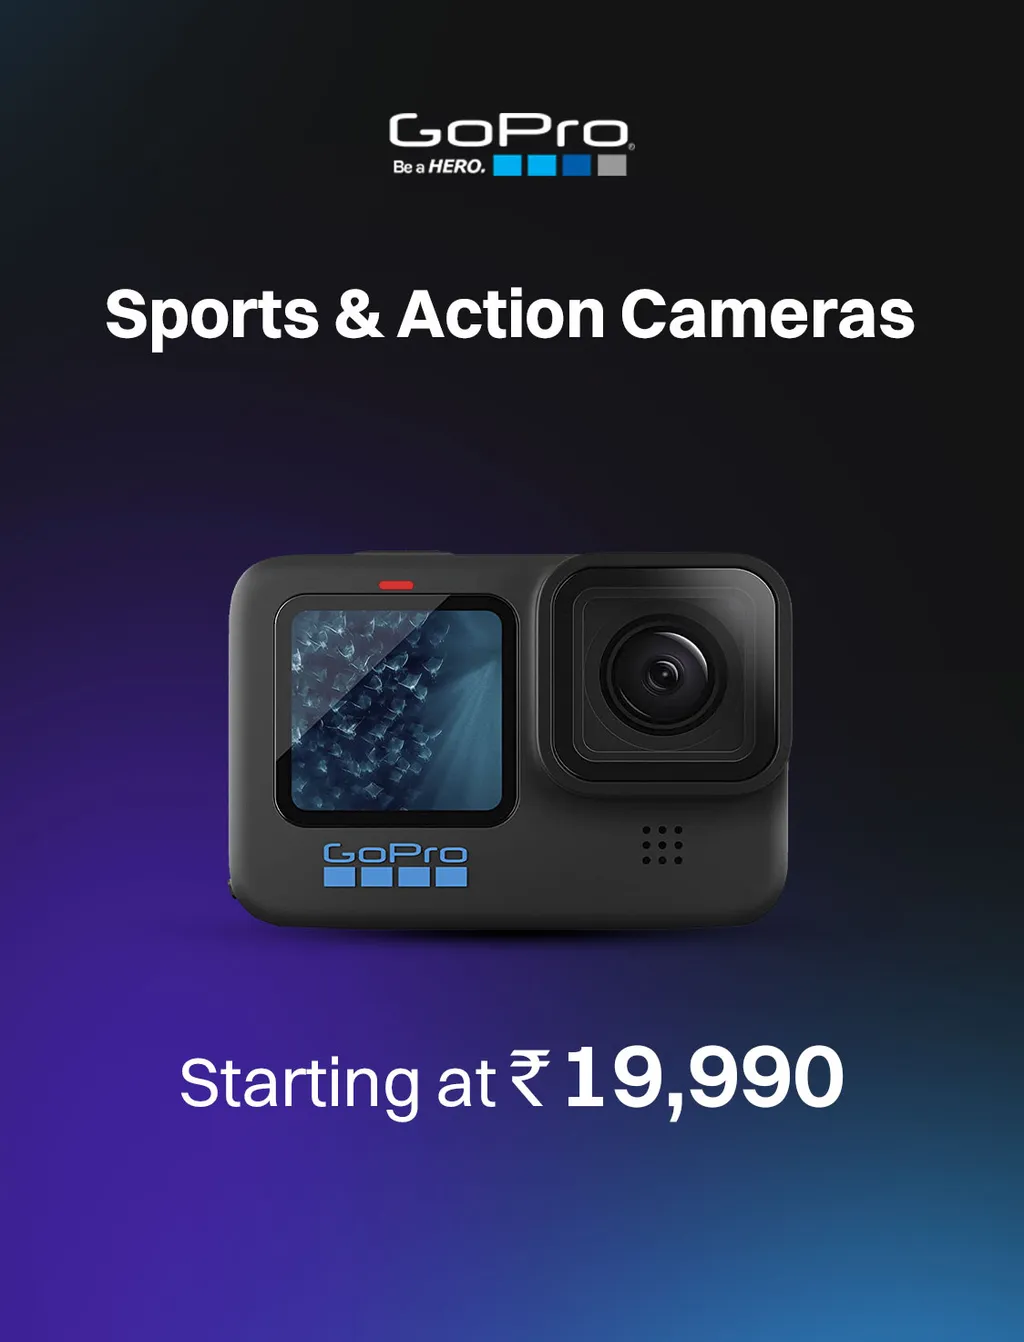 GoPro®
Be a HERO.
Sports & Action Cameras
GoPro
Starting at ₹ 19,990